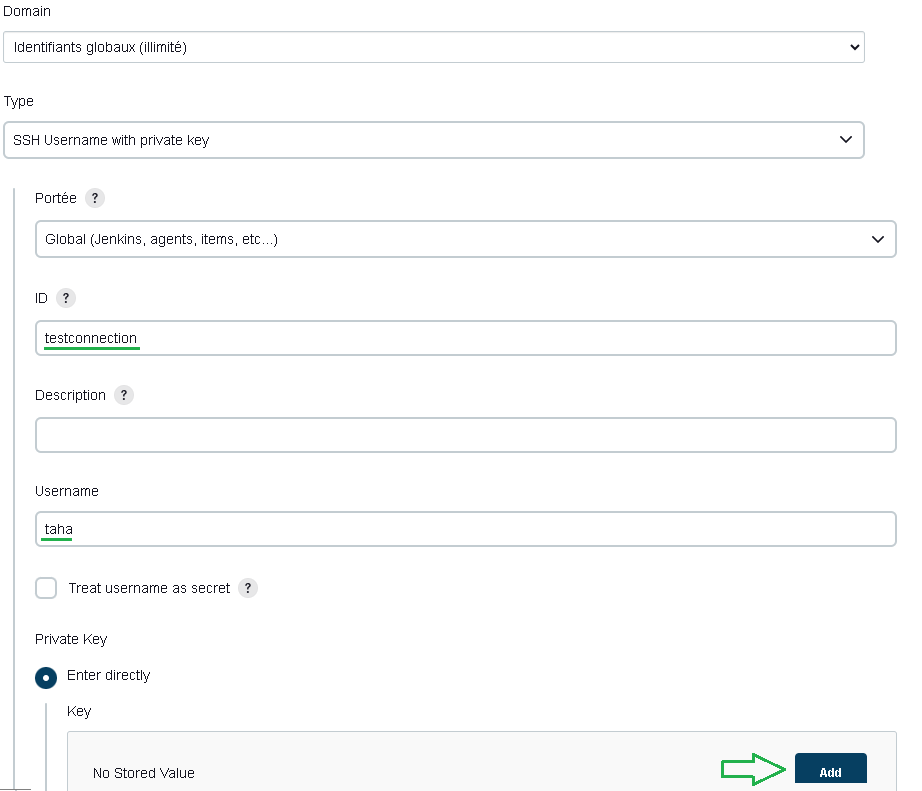 Domain
Identifiants globaux (illimité)
Type
SSH Username with private key
Portée ?
Global (Jenkins, agents, items, etc...)
ID ?
testconnection
Description ?
Username
taha
Treat username as secret ?
Private Key
Enter directly
Key
No Stored Value
Add